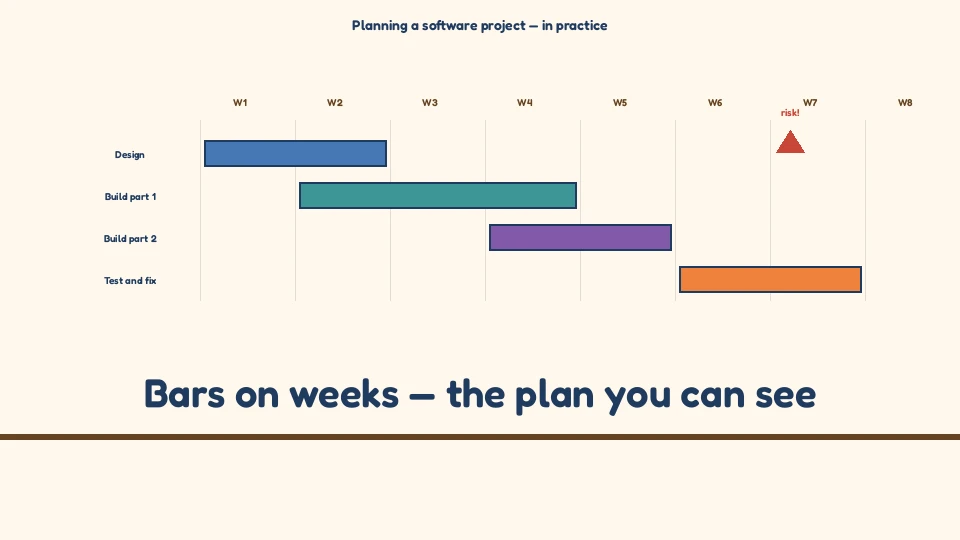 Planning a software project — in practice
W1 W2 W3 W4 W5 W6 W7 W8
risk!
Design
Build part 1
Build part 2
Test and fix
Bars on weeks — the plan you can see